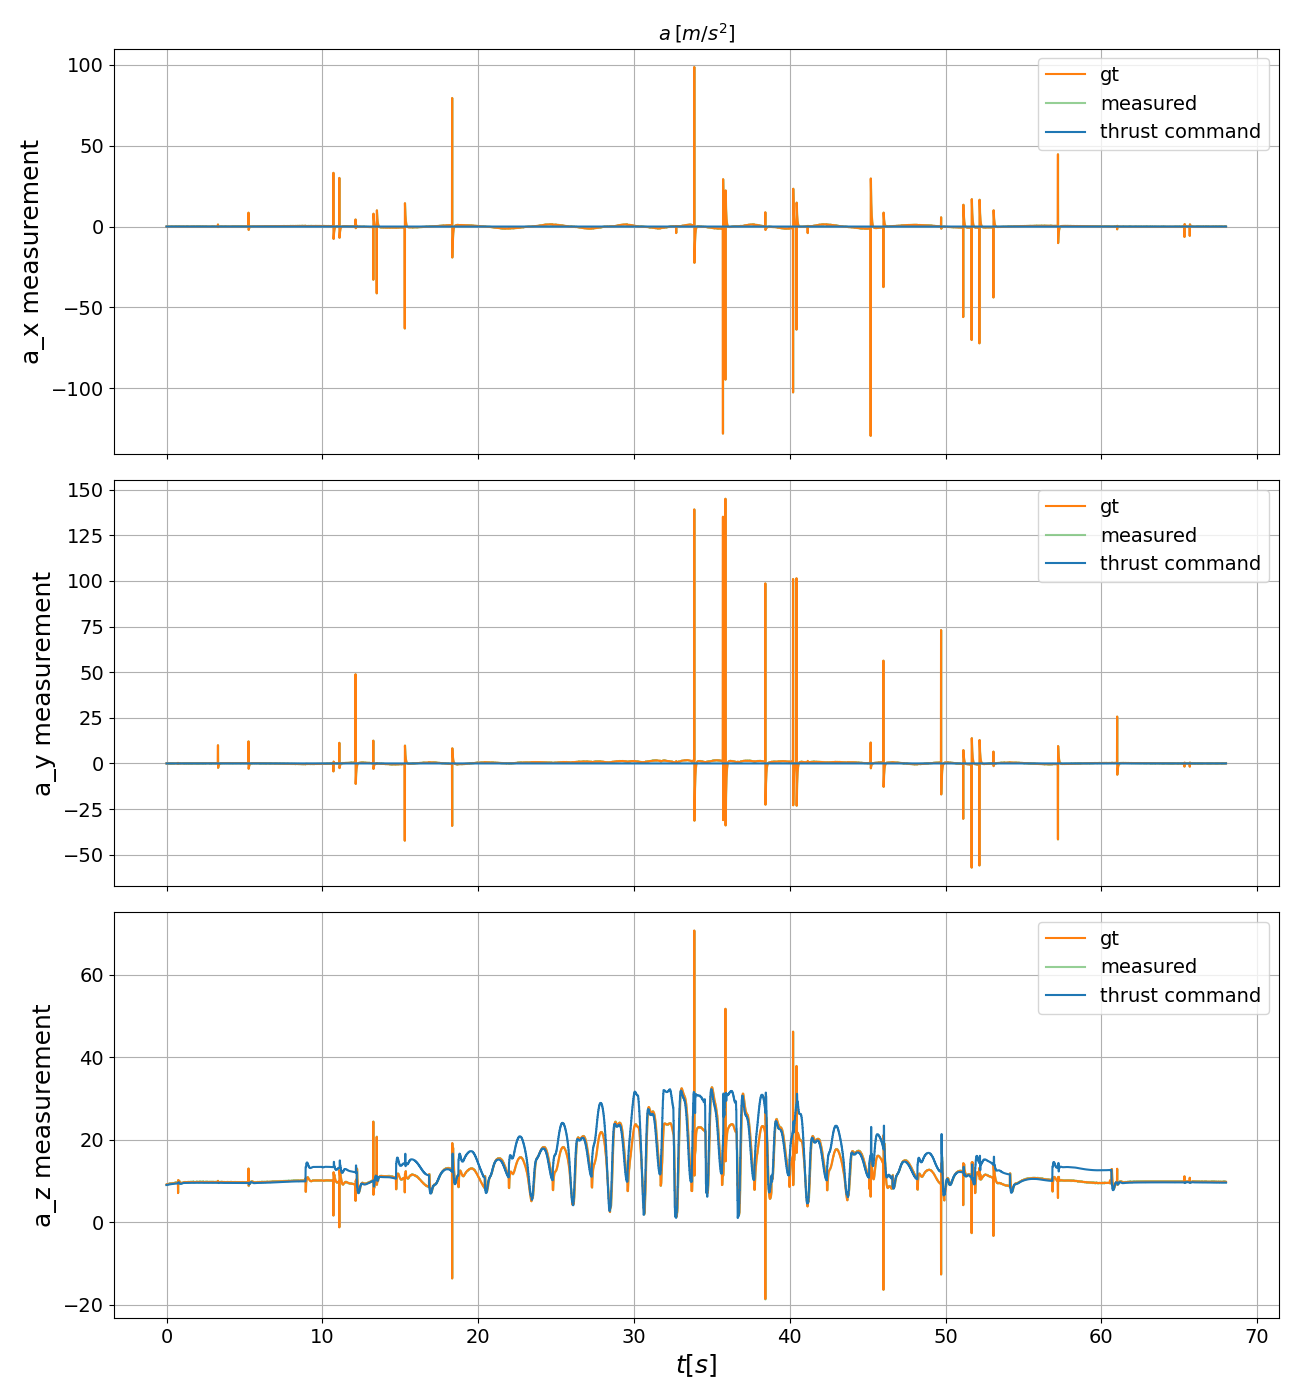 a [m/s²]
100
50
0
−50
−100
a_x measurement
gt
measured
thrust command
150
125
100
75
50
25
0
−25
−50
a_y measurement
gt
measured
thrust command
60
40
20
0
−20
a_z measurement
gt
measured
thrust command
0 10 20 30 40 50 60 70
t[s]